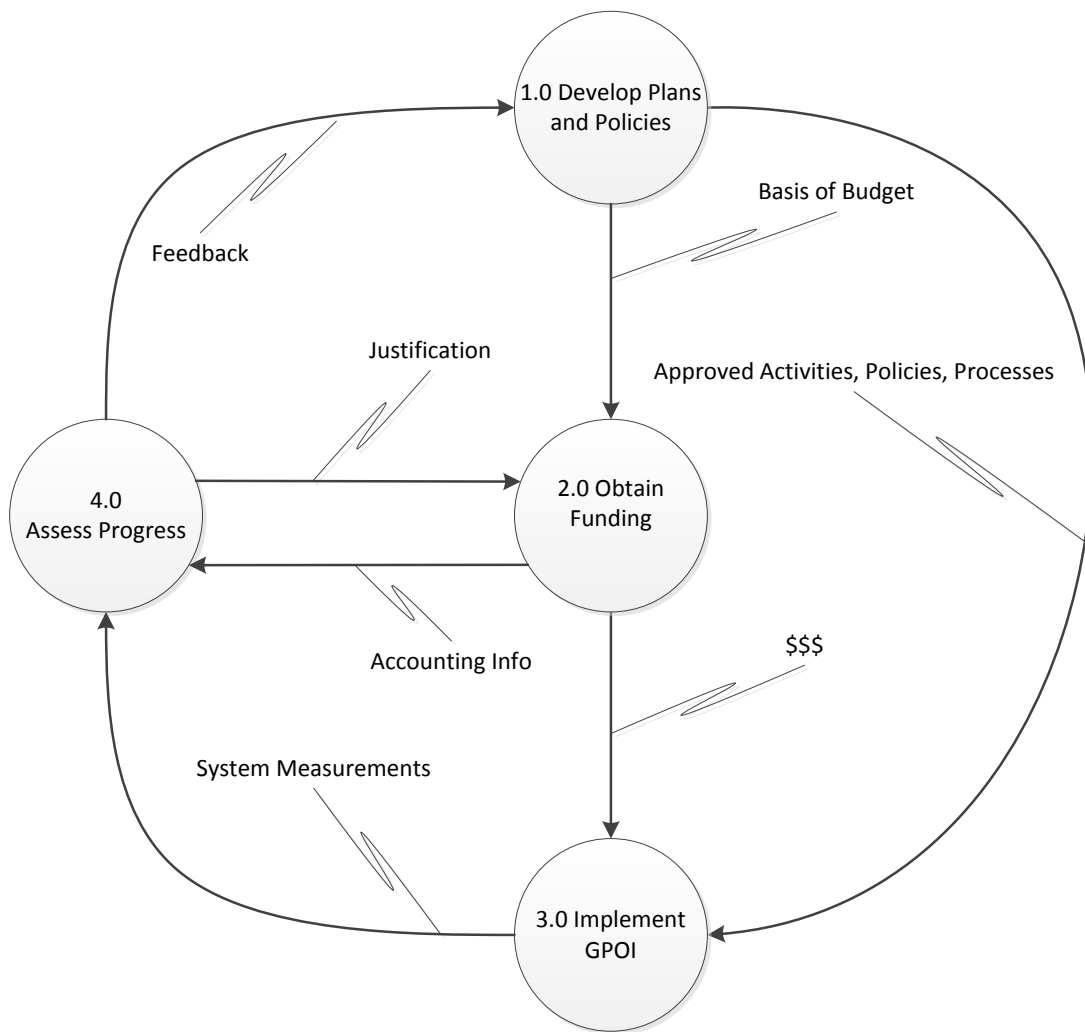 1.0 Develop Plans
and Policies
Basis of Budget
Feedback
Justification
Approved Activities, Policies, Processes
4.0
Assess Progress
2.0 Obtain
Funding
Accounting Info
$$$
System Measurements
3.0 Implement
GPOI